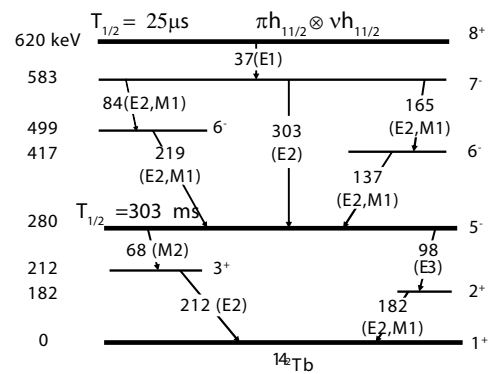 T₁/₂ = 25μs πh₁₁/₂ ⊗ νh₁₁/₂
620 keV 8⁺
37(E1)
583 7⁻
84(E2,M1) 165
(E2,M1)
499 6⁻ 303
(E2)
417 219 6⁻
(E2,M1) 137
(E2,M1)
T₁/₂ =303 ms
280 5⁻
68 (M2) 98
(E3)
212 3⁺
182 2⁺
212 (E2) 182
(E2,M1)
0 1⁺
¹⁴²Tb